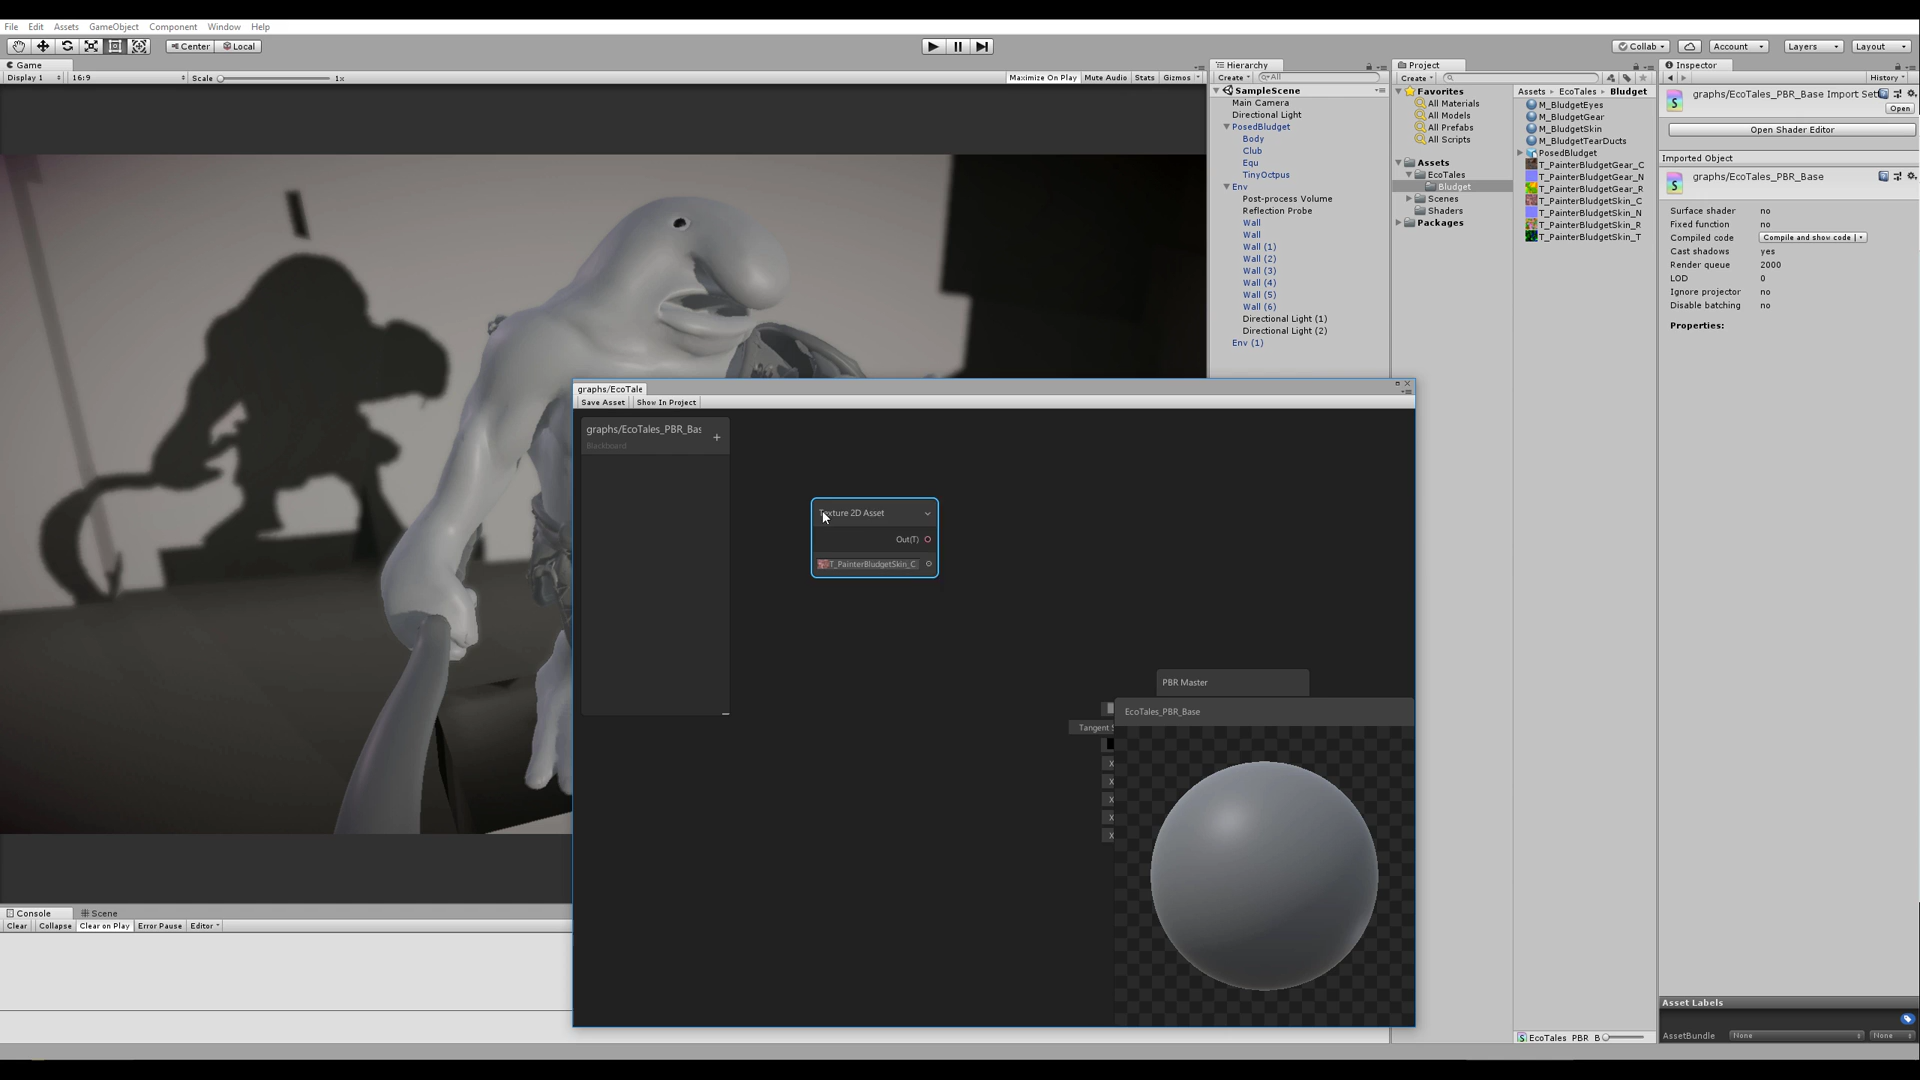 File Edit Assets GameObject Component Window Help
Center Local
Collab Account Layers Layout
Game
Display 1 16:9 Scale 1x Maximize On Play Mute Audio Stats Gizmos
Hierarchy
Create All
SampleScene
Main Camera
Directional Light
PosedBludget
Body
Club
Equ
TinyOctpus
Env
Post-process Volume
Reflection Probe
Wall
Wall
Wall (1)
Wall (2)
Wall (3)
Wall (4)
Wall (5)
Wall (6)
Directional Light (1)
Directional Light (2)
Env (1)
Project
Create
Favorites
All Materials
All Models
All Prefabs
All Scripts
Assets
EcoTales
Bludget
Scenes
Shaders
Packages
Assets EcoTales Bludget
M_BludgetEyes
M_BludgetGear
M_BludgetSkin
M_BludgetTearDucts
PosedBludget
T_PainterBludgetGear_C
T_PainterBludgetGear_N
T_PainterBludgetGear_R
T_PainterBludgetSkin_C
T_PainterBludgetSkin_N
T_PainterBludgetSkin_R
T_PainterBludgetSkin_T
EcoTales PBR B
Inspector
History
graphs/EcoTales_PBR_Base Import Set
Open
Open Shader Editor
Imported Object
graphs/EcoTales_PBR_Base
Surface shader no
Fixed function no
Compiled code Compile and show code
Cast shadows yes
Render queue 2000
LOD 0
Ignore projector no
Disable batching no
Properties:
Asset Labels
AssetBundle None None
graphs/EcoTale
Save Asset Show In Project
graphs/EcoTales_PBR_Bas
Blackboard
Texture 2D Asset
Out(T)
T_PainterBludgetSkin_C
PBR Master
EcoTales_PBR_Base
Tangent S
X
X
X
X
X
Console Scene
Clear Collapse Clear on Play Error Pause Editor